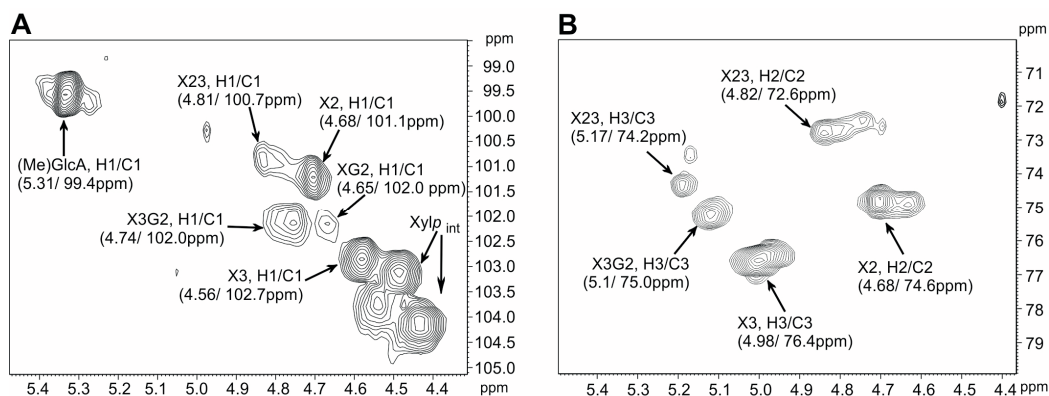 A
ppm
99.0
99.5
100.0
100.5
101.0
101.5
102.0
102.5
103.0
103.5
104.0
104.5
105.0
X23, H1/C1
(4.81/ 100.7ppm)
X2, H1/C1
(4.68/ 101.1ppm)
(Me)GlcA, H1/C1
(5.31/ 99.4ppm)
XG2, H1/C1
(4.65/ 102.0 ppm)
X3G2, H1/C1
(4.74/ 102.0ppm)
Xylp int
X3, H1/C1
(4.56/ 102.7ppm)
5.4 5.3 5.2 5.1 5.0 4.9 4.8 4.7 4.6 4.5 4.4 ppm
B
ppm
71
72
73
74
75
76
77
78
79
X23, H2/C2
(4.82/ 72.6ppm)
X23, H3/C3
(5.17/ 74.2ppm)
X3G2, H3/C3
(5.1/ 75.0ppm)
X2, H2/C2
(4.68/ 74.6ppm)
X3, H3/C3
(4.98/ 76.4ppm)
5.4 5.3 5.2 5.1 5.0 4.9 4.8 4.7 4.6 4.5 4.4 ppm